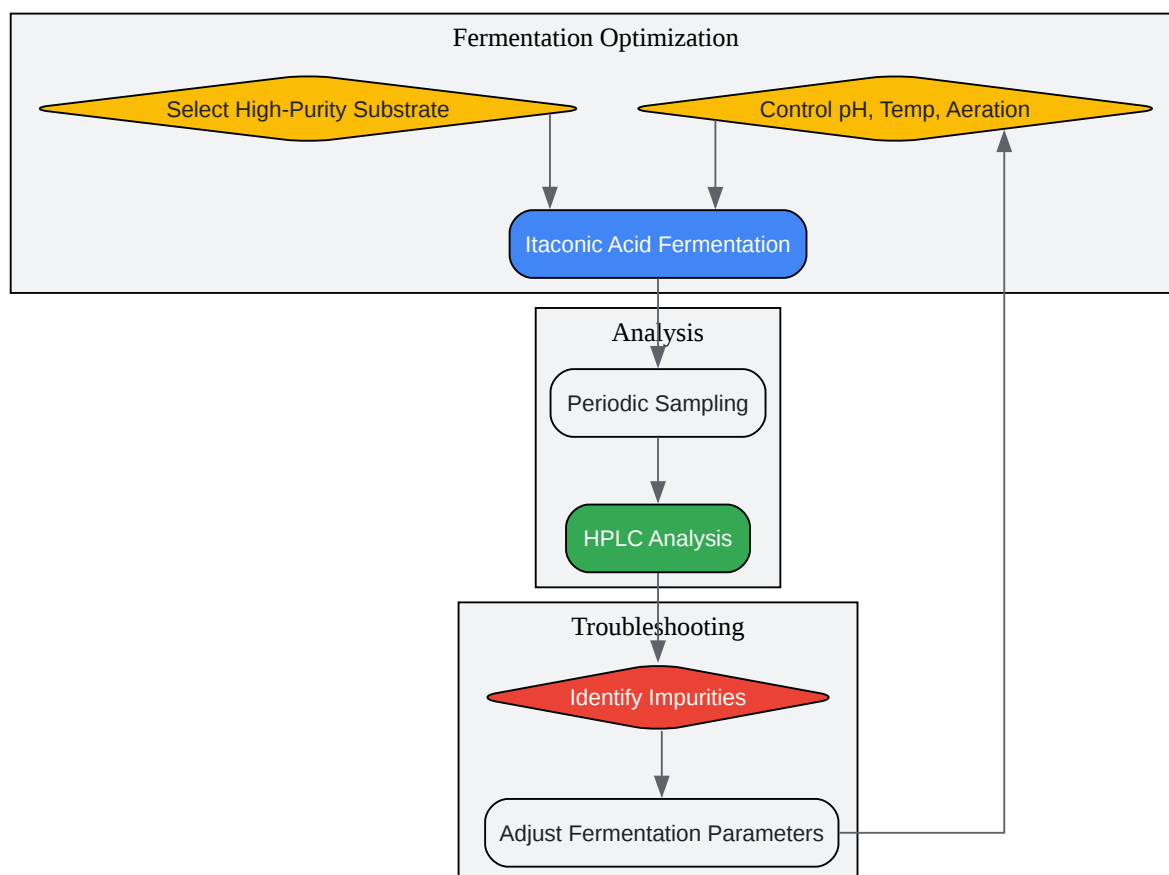 Fermentation Optimization
Select High-Purity Substrate
Control pH, Temp, Aeration
Itaconic Acid Fermentation
Analysis
Periodic Sampling
HPLC Analysis
Troubleshooting
Identify Impurities
Adjust Fermentation Parameters